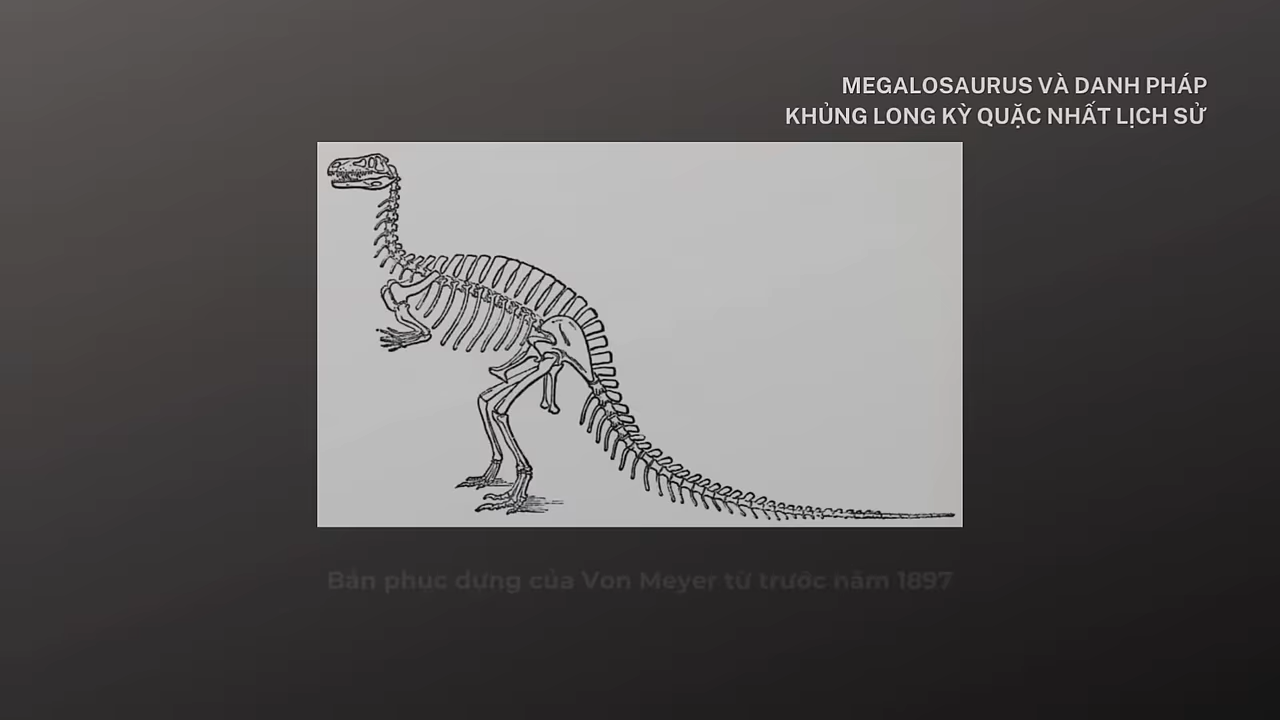 MEGALOSAURUS VÀ DANH PHÁP
KHỦNG LONG KỲ QUẶC NHẤT LỊCH SỬ
Bản phục dựng của Von Meyer từ trước năm 1897